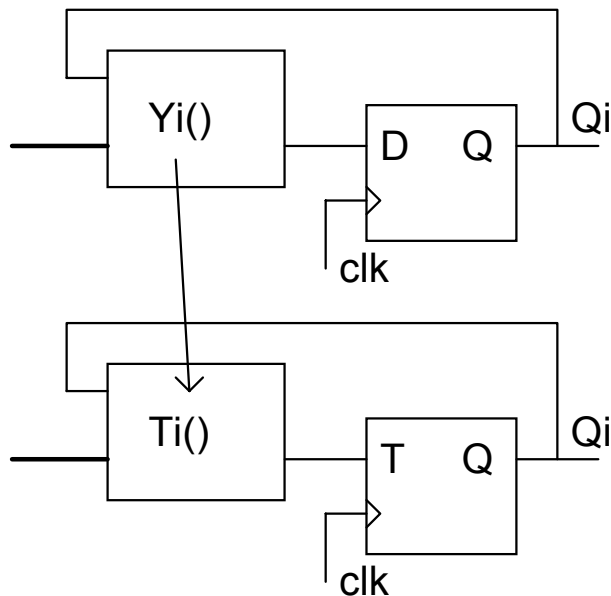 Yi()
D Q
Qi
clk
Ti()
T Q
Qi
clk